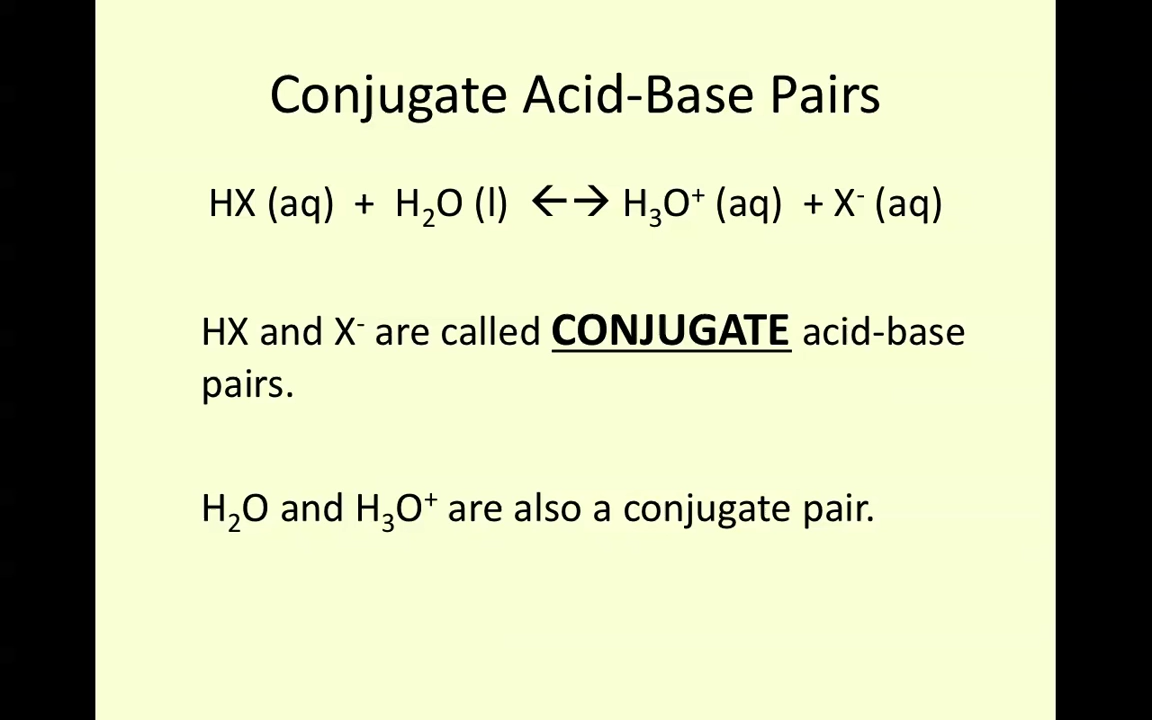 Conjugate Acid-Base Pairs
HX (aq) + H₂O (l) ←→ H₃O⁺ (aq) + X⁻ (aq)
HX and X⁻ are called CONJUGATE acid-base
pairs.
H₂O and H₃O⁺ are also a conjugate pair.